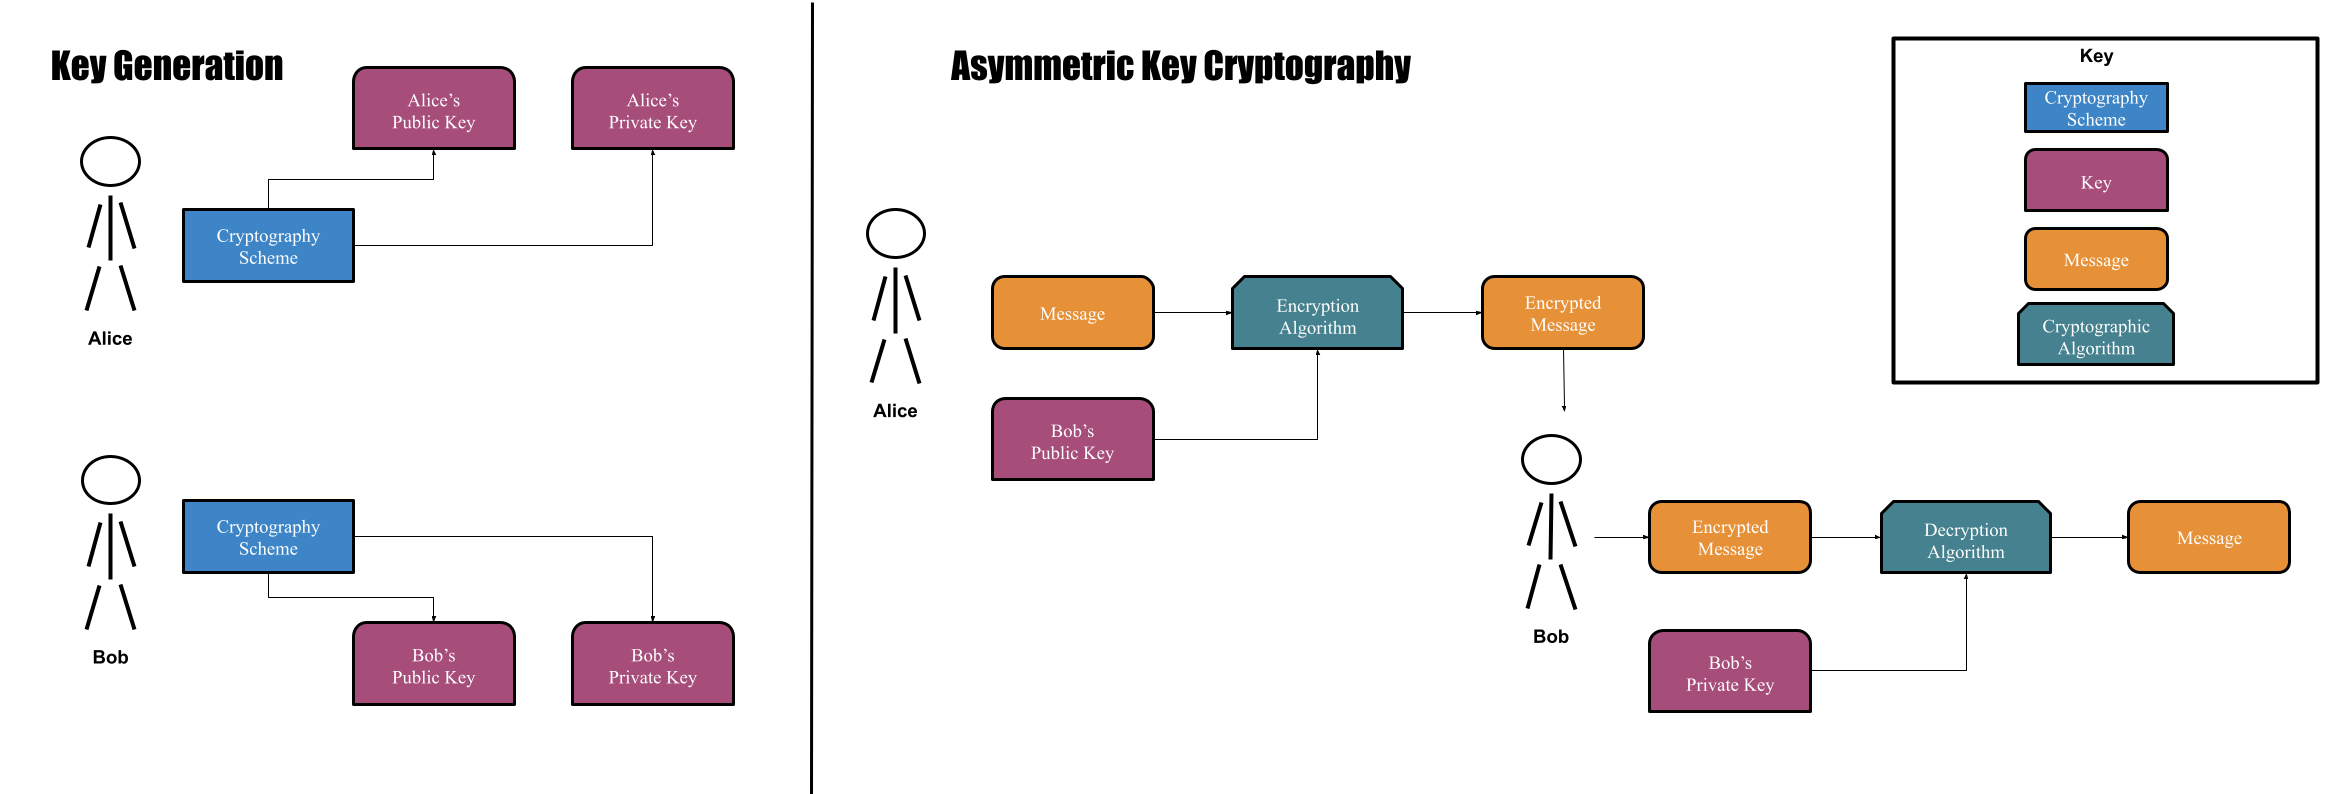 Key Generation
Alice’s
Public Key
Alice’s
Private Key
Cryptography
Scheme
Alice
Cryptography
Scheme
Bob
Bob’s
Public Key
Bob’s
Private Key
Asymmetric Key Cryptography
Alice
Message
Encryption
Algorithm
Encrypted
Message
Bob’s
Public Key
Bob
Encrypted
Message
Decryption
Algorithm
Message
Bob’s
Private Key
Key
Cryptography
Scheme
Key
Message
Cryptographic
Algorithm